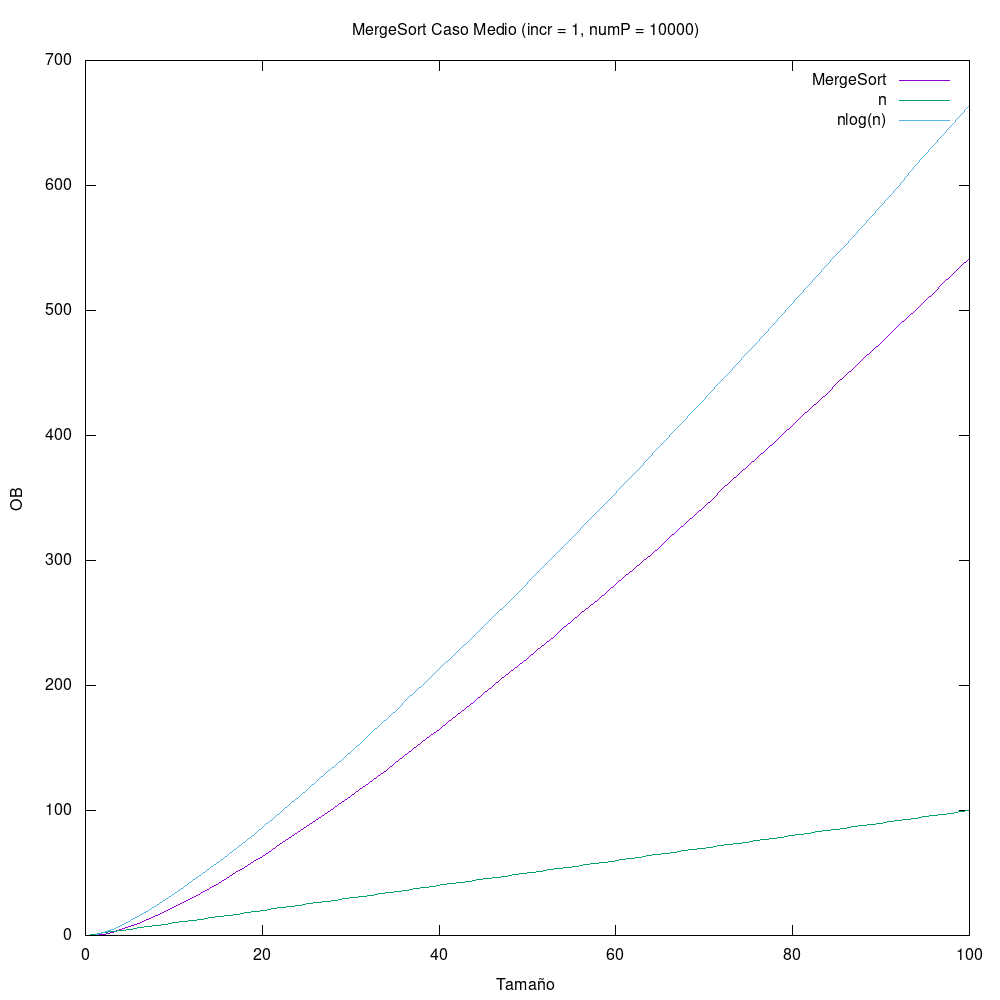 MergeSort Caso Medio (incr = 1, numP = 10000)
700
600
500
400
300
200
100
0
OB
MergeSort
n
nlog(n)
0 20 40 60 80 100
Tamaño